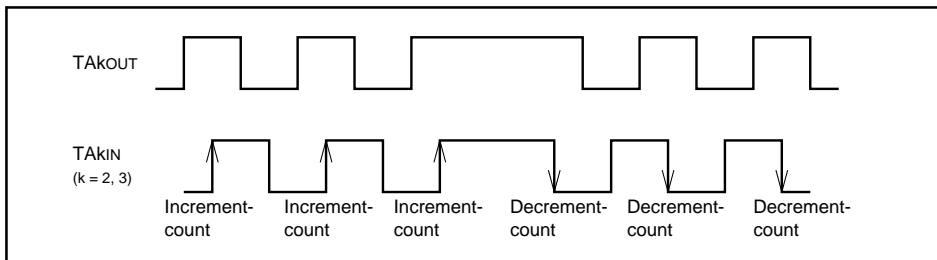 TAkOUT
TAkIN
(k = 2, 3)
Increment-
count
Increment-
count
Increment-
count
Decrement-
count
Decrement-
count
Decrement-
count